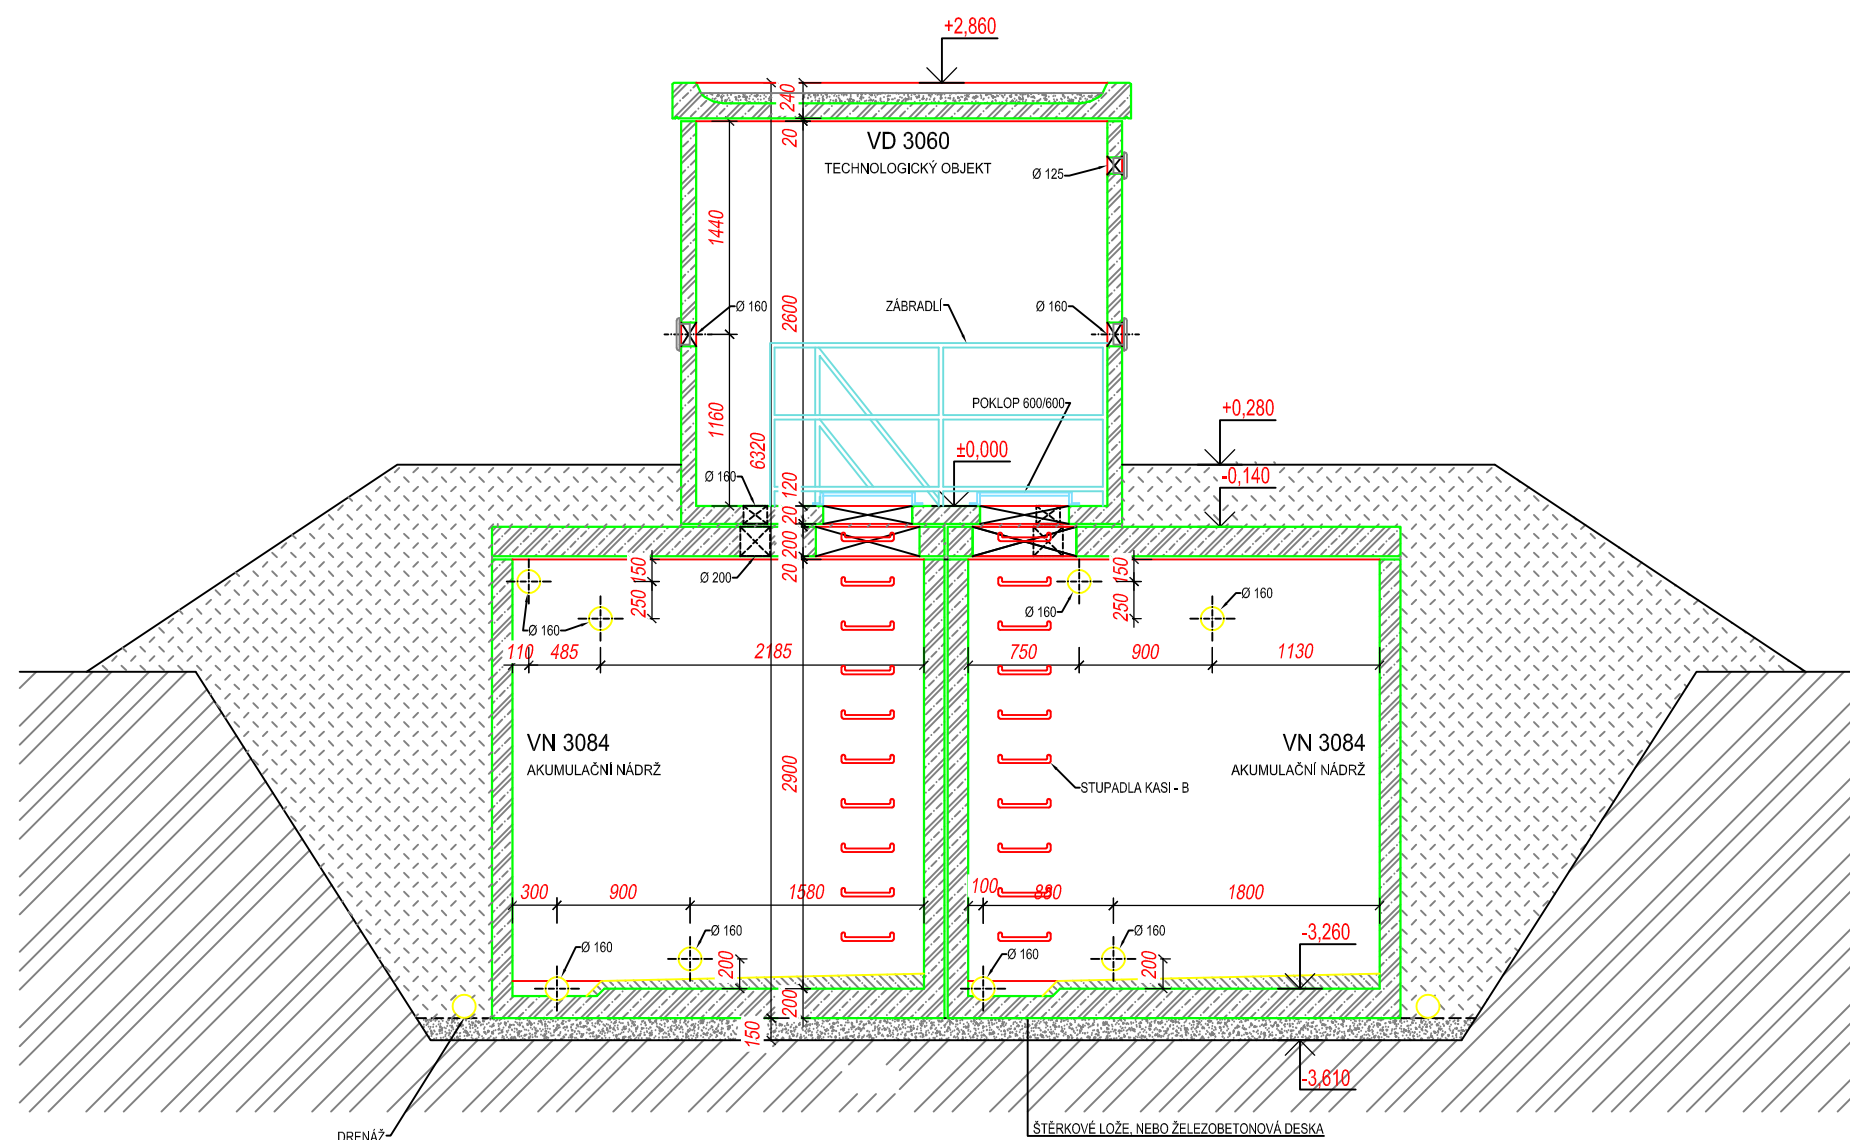 +2,860
240
20
VD 3060
TECHNOLOGICKÝ OBJEKT
Ø 125
1440
Ø 160
2600
ZÁBRADLÍ
Ø 160
1160
POKLOP 600/600
+0,280
6320
±0,000
Ø 160
120
-0,140
20
200
20
Ø 200
150
250
150
250
Ø 160
Ø 160
Ø 160
110
485
2185
750
900
1130
VN 3084
AKUMULAČNÍ NÁDRŽ
VN 3084
AKUMULAČNÍ NÁDRŽ
2900
STUPADLA KASI - B
300
900
1580
100
880
1800
Ø 160
Ø 160
Ø 160
Ø 160
-3,260
200
200
200
150
-3,610
DRENÁŽ
ŠTĚRKOVÉ LOŽE, NEBO ŽELEZOBETONOVÁ DESKA